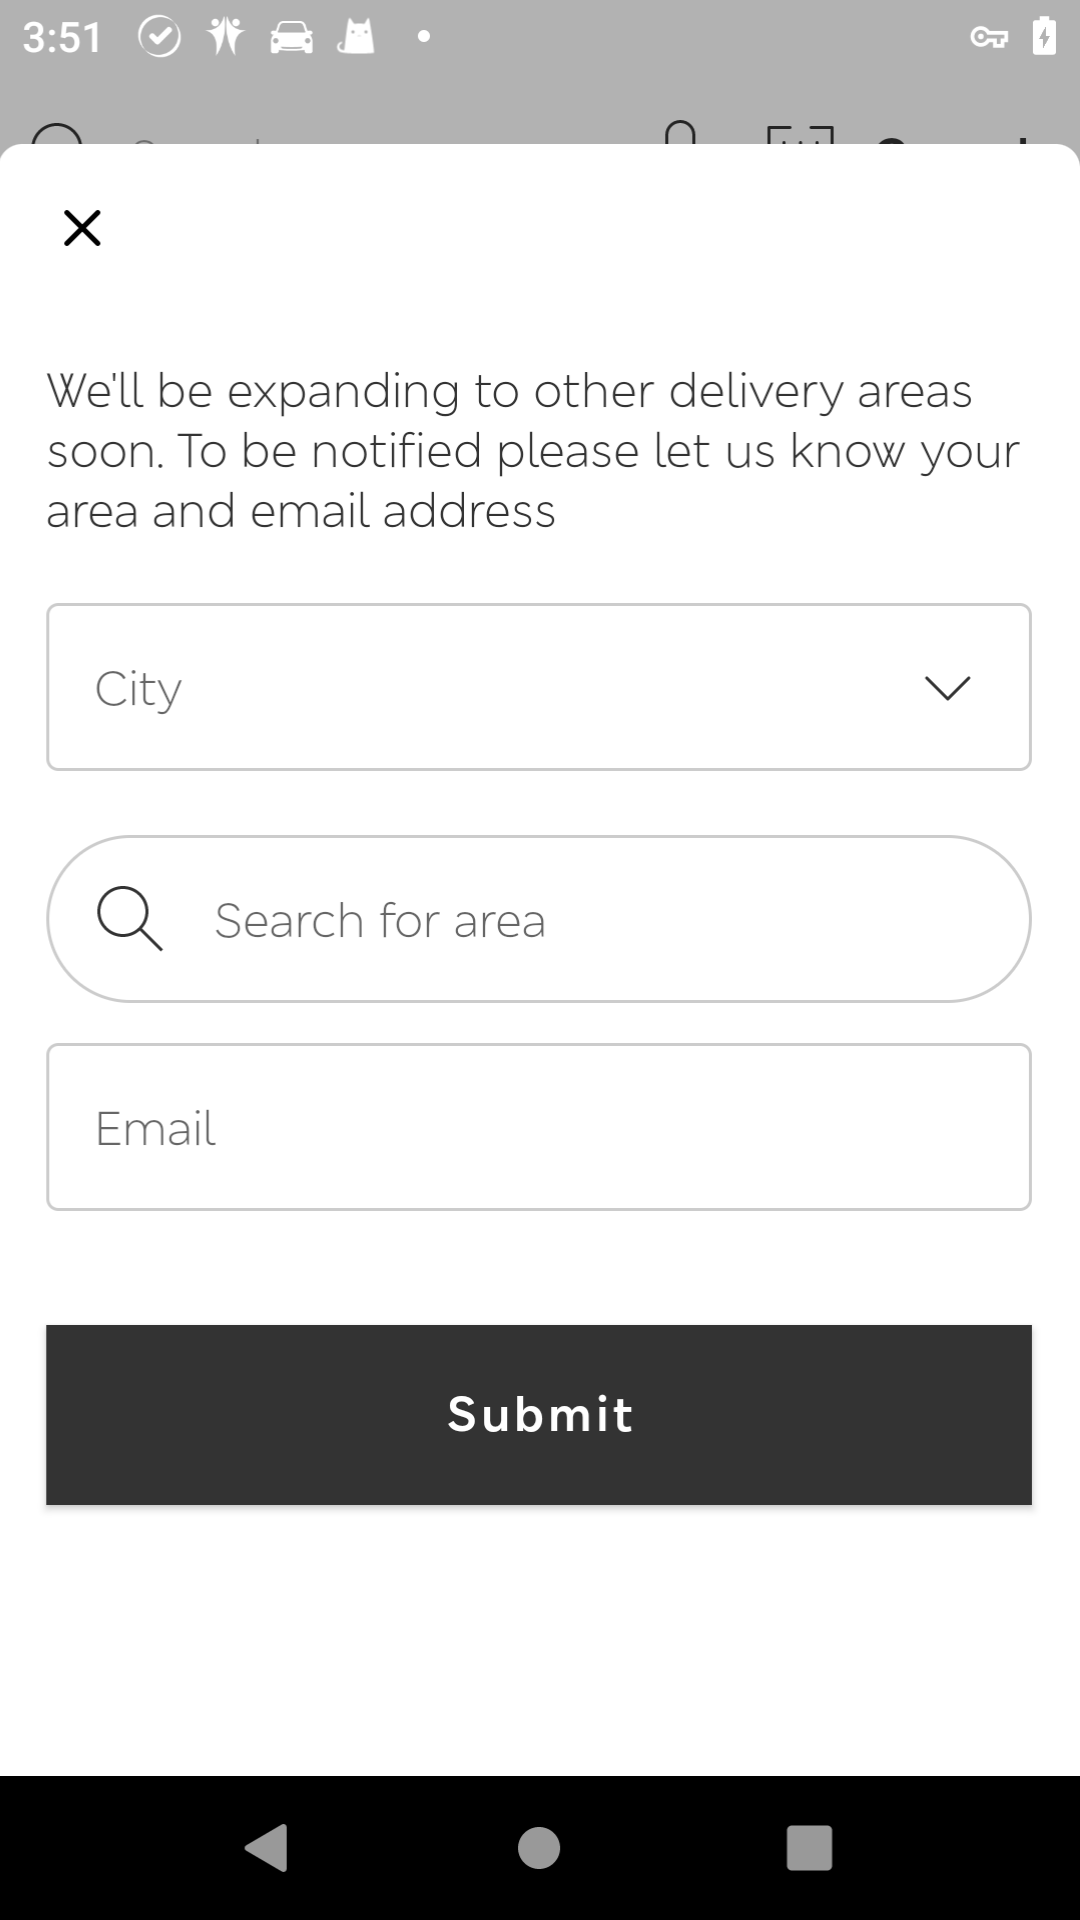 3:51
We'll be expanding to other delivery areas
soon. To be notified please let us know your
area and email address
City
Search for area
Email
Submit